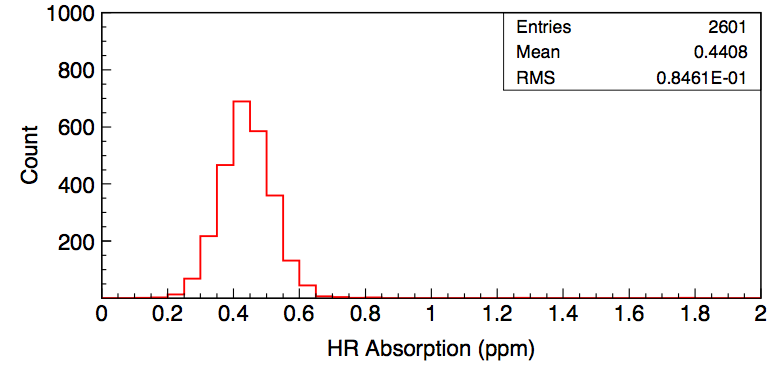 1000
800
600
400
200
Count
Entries 2601
Mean 0.4408
RMS 0.8461E-01
0 0.2 0.4 0.6 0.8 1 1.2 1.4 1.6 1.8 2
HR Absorption (ppm)